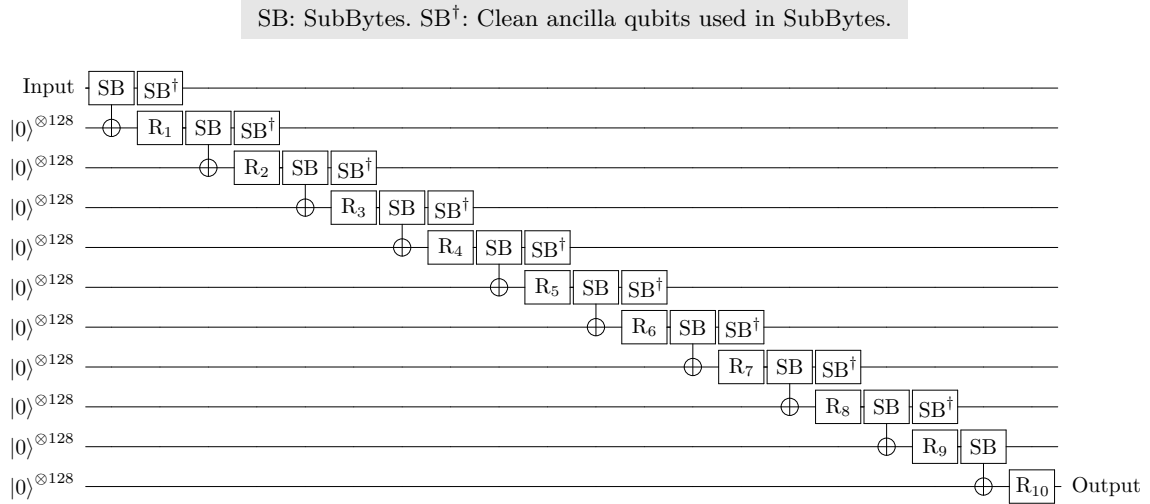 SB: SubBytes. SB†: Clean ancilla qubits used in SubBytes.
Input SB SB†
|0⟩⊗128 R1 SB SB†
|0⟩⊗128 R2 SB SB†
|0⟩⊗128 R3 SB SB†
|0⟩⊗128 R4 SB SB†
|0⟩⊗128 R5 SB SB†
|0⟩⊗128 R6 SB SB†
|0⟩⊗128 R7 SB SB†
|0⟩⊗128 R8 SB SB†
|0⟩⊗128 R9 SB
|0⟩⊗128 R10 Output